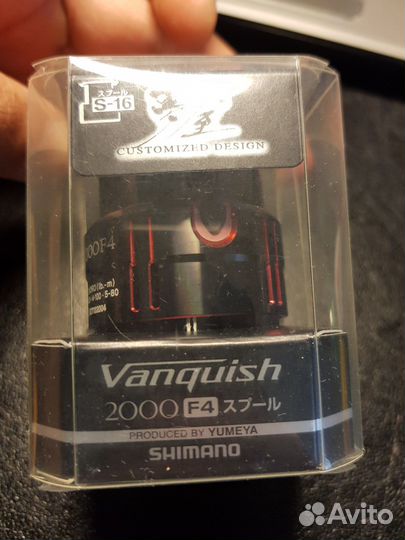 スプール
S-16
CUSTOMIZED DESIGN
Vanquish
2000 F4 スプール
PRODUCED BY YUMEYA
SHIMANO
Avito